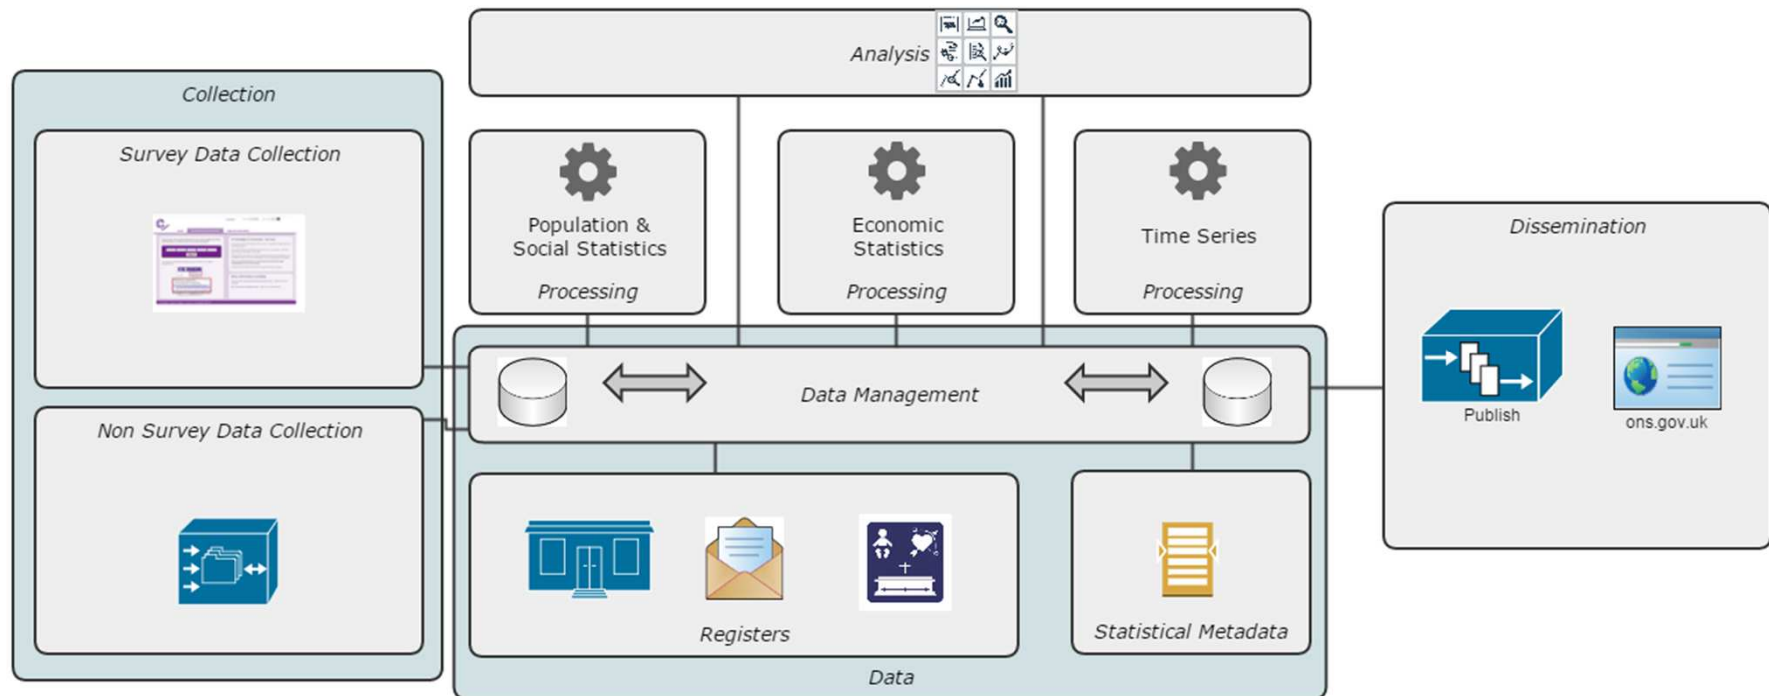 Analysis
Collection
Survey Data Collection
Non Survey Data Collection
Population &
Social Statistics
Processing
Economic
Statistics
Processing
Time Series
Processing
Data Management
Registers
Statistical Metadata
Data
Dissemination
Publish
ons.gov.uk